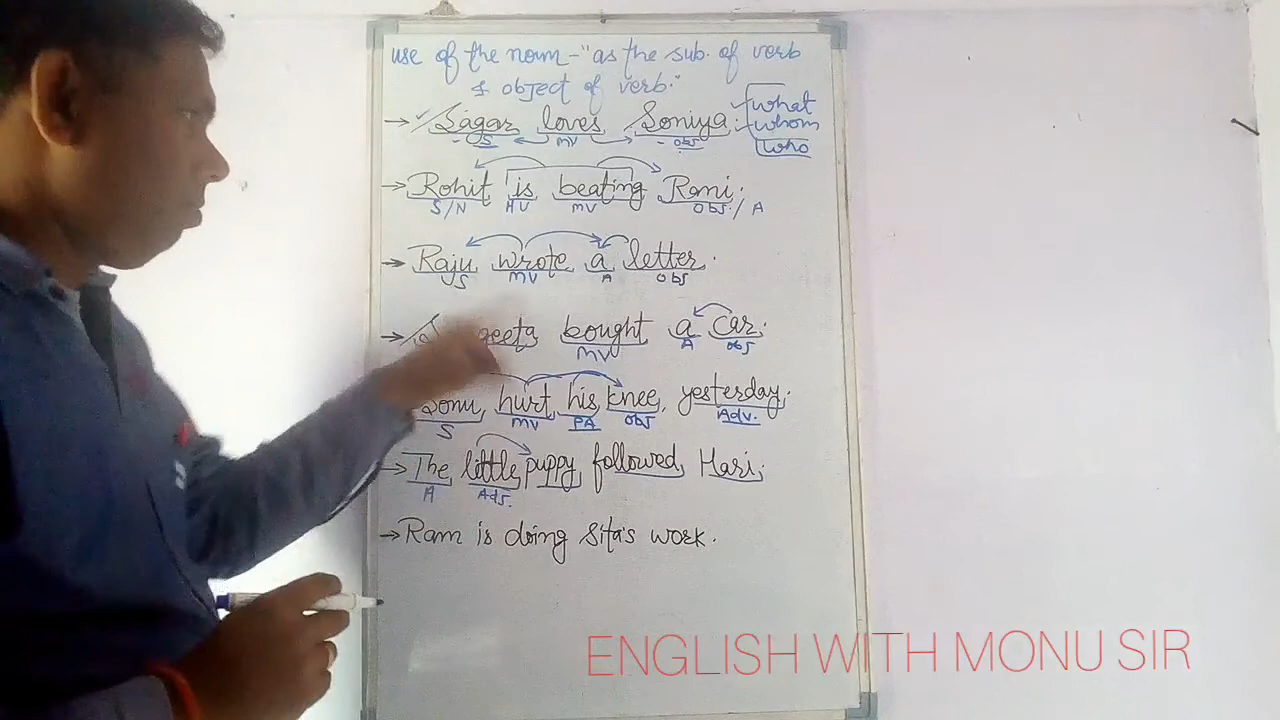 use of the noun - "as the sub. of verb
& object of verb."
→ Sagar loves Soniya. what
S MV obj whom
who
→ Rohit is beating Rani.
S/N HV MV obj / A
→ Raju wrote a letter.
S MV A obj
→ geeta bought a car.
MV A obj
Sonu hurt his knee yesterday.
S MV PA obj Adv.
→ The little puppy followed Hari.
A Adj.
→ Ram is doing Sita's work.
ENGLISH WITH MONU SIR